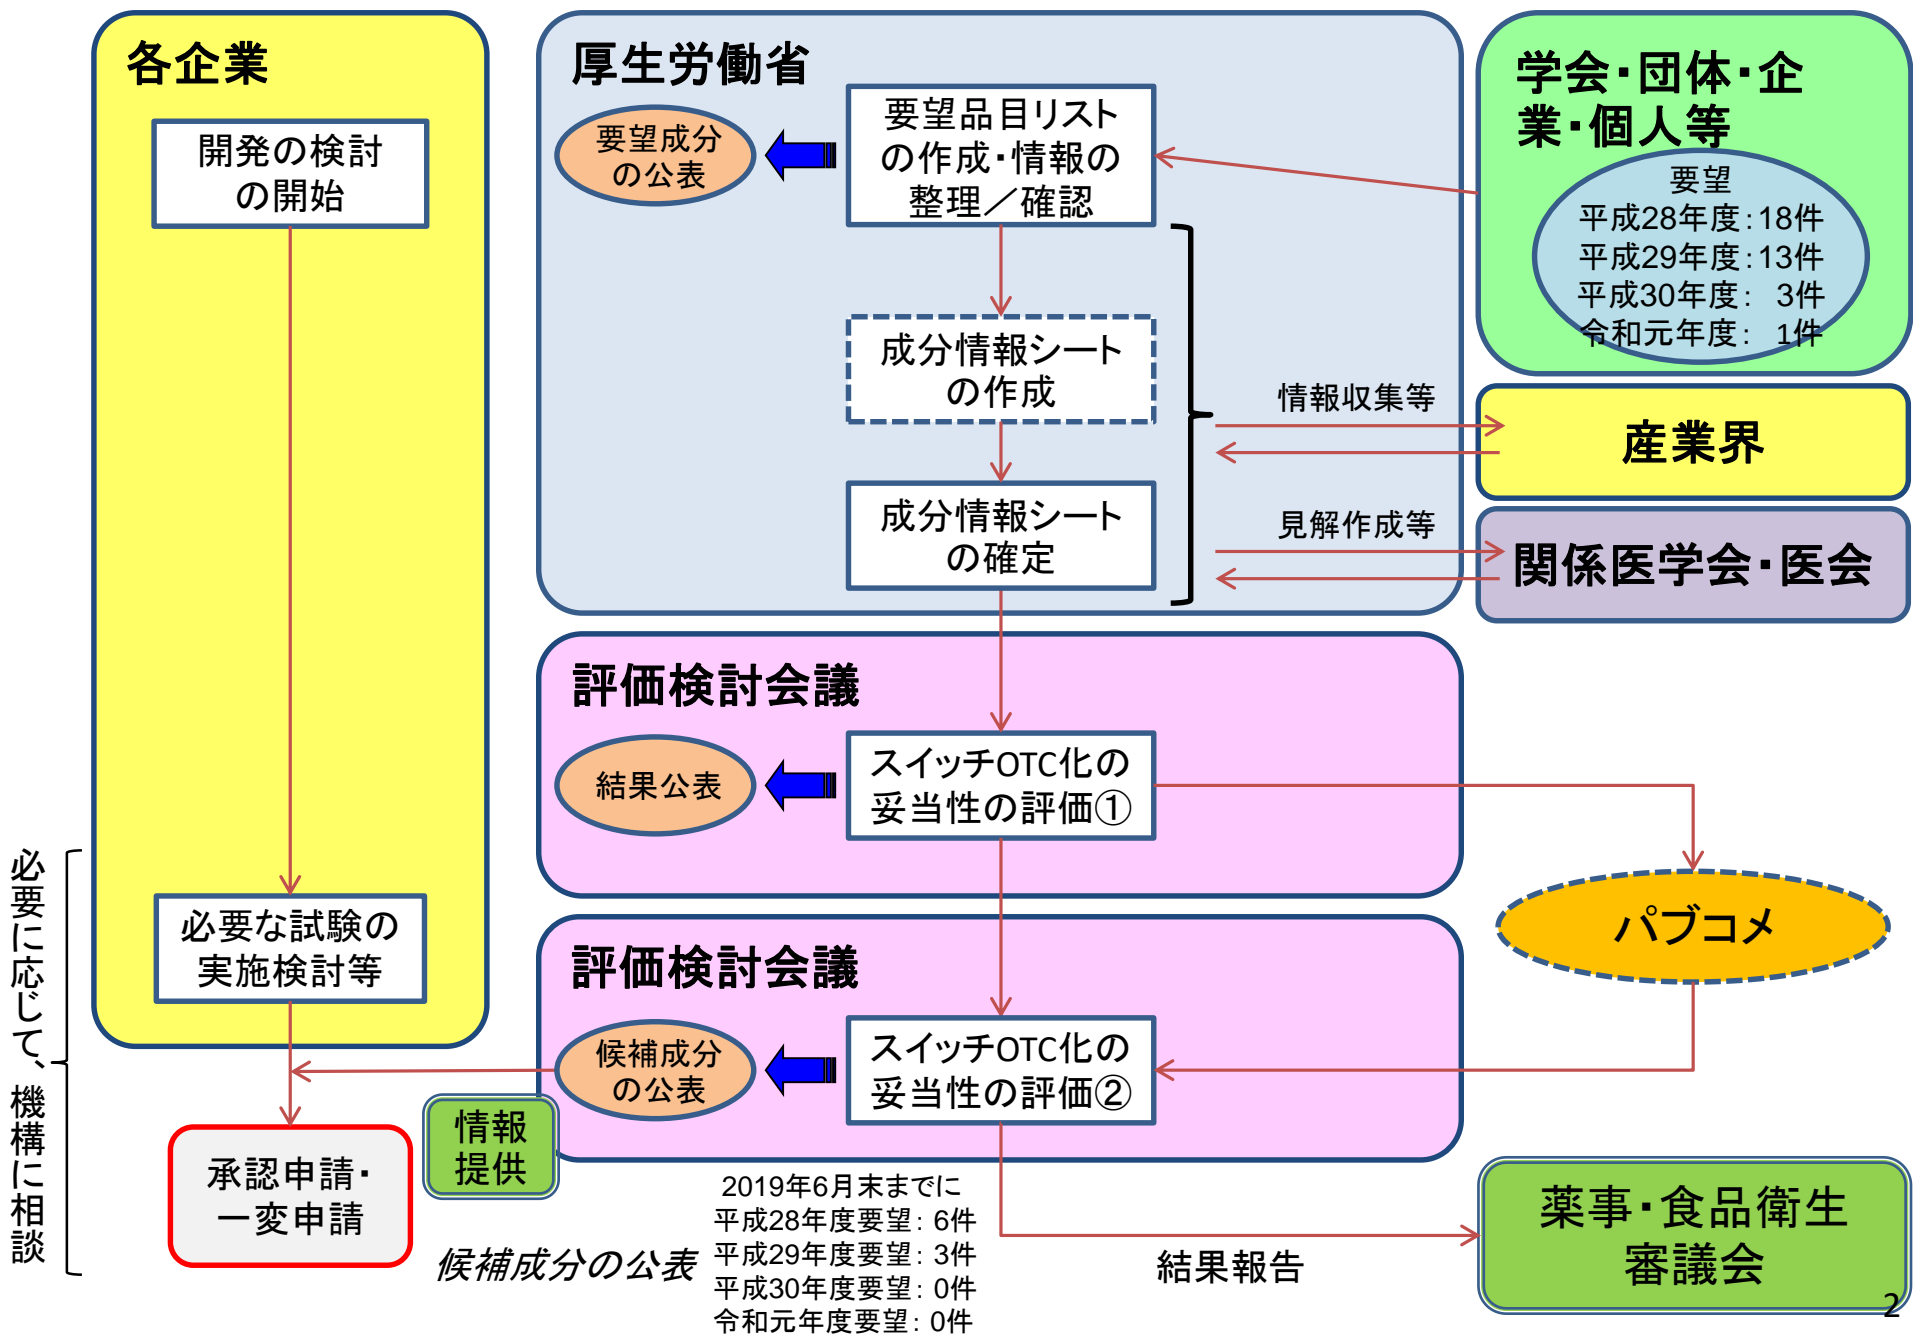 各企業
開発の検討
の開始
必要な試験の
実施検討等
承認申請・
一変申請
必要に応じて、機構に相談
厚生労働省
要望成分
の公表
要望品目リスト
の作成・情報の
整理／確認
成分情報シート
の作成
成分情報シート
の確定
学会・団体・企
業・個人等
要望
平成28年度：18件
平成29年度：13件
平成30年度： 3件
令和元年度： 1件
情報収集等
産業界
見解作成等
関係医学会・医会
評価検討会議
結果公表
スイッチOTC化の
妥当性の評価①
パブコメ
評価検討会議
候補成分
の公表
スイッチOTC化の
妥当性の評価②
情報
提供
候補成分の公表
2019年6月末までに
平成28年度要望： 6件
平成29年度要望： 3件
平成30年度要望： 0件
令和元年度要望： 0件
結果報告
薬事・食品衛生
審議会
2